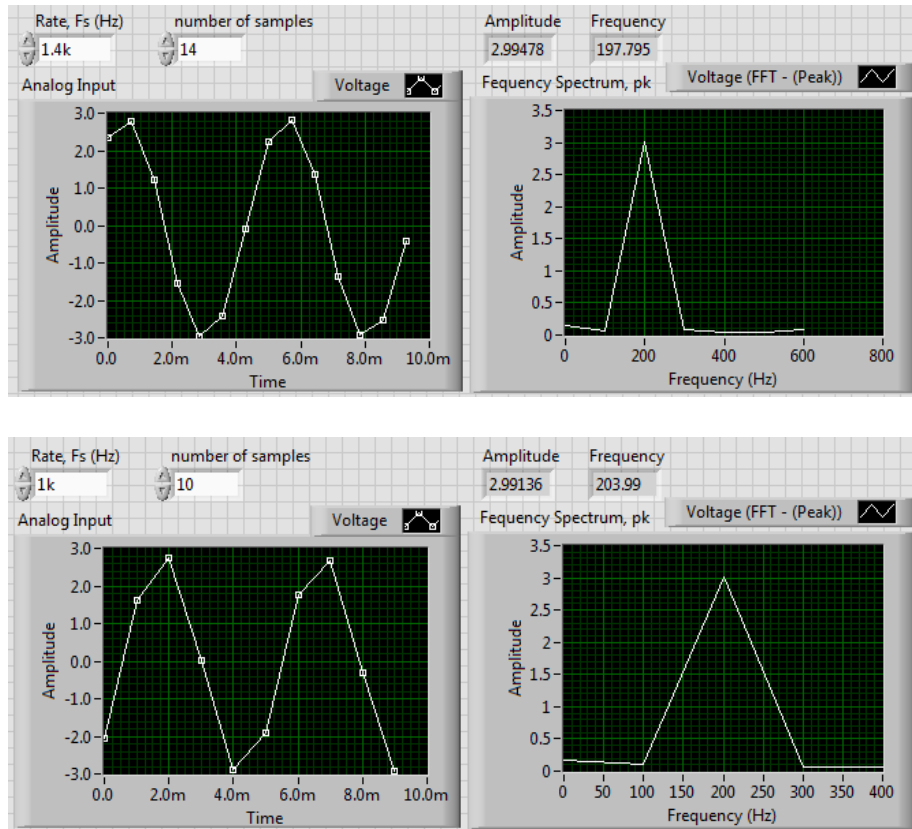 Rate, Fs (Hz)
number of samples
Amplitude
Frequency
1.4k
14
2.99478
197.795
Analog Input
Voltage
Fequency Spectrum, pk
Voltage (FFT - (Peak))
3.0
2.0
1.0
0.0
-1.0
-2.0
-3.0
Amplitude
0.0
2.0m
4.0m
6.0m
8.0m
10.0m
Time
3.5
3
2.5
2
1.5
1
0.5
0
Amplitude
0
200
400
600
800
Frequency (Hz)
Rate, Fs (Hz)
number of samples
Amplitude
Frequency
1k
10
2.99136
203.99
Analog Input
Voltage
Fequency Spectrum, pk
Voltage (FFT - (Peak))
3.0
2.0
1.0
0.0
-1.0
-2.0
-3.0
Amplitude
0.0
2.0m
4.0m
6.0m
8.0m
10.0m
Time
3.5
3
2.5
2
1.5
1
0.5
0
Amplitude
0
50
100
150
200
250
300
350
400
Frequency (Hz)